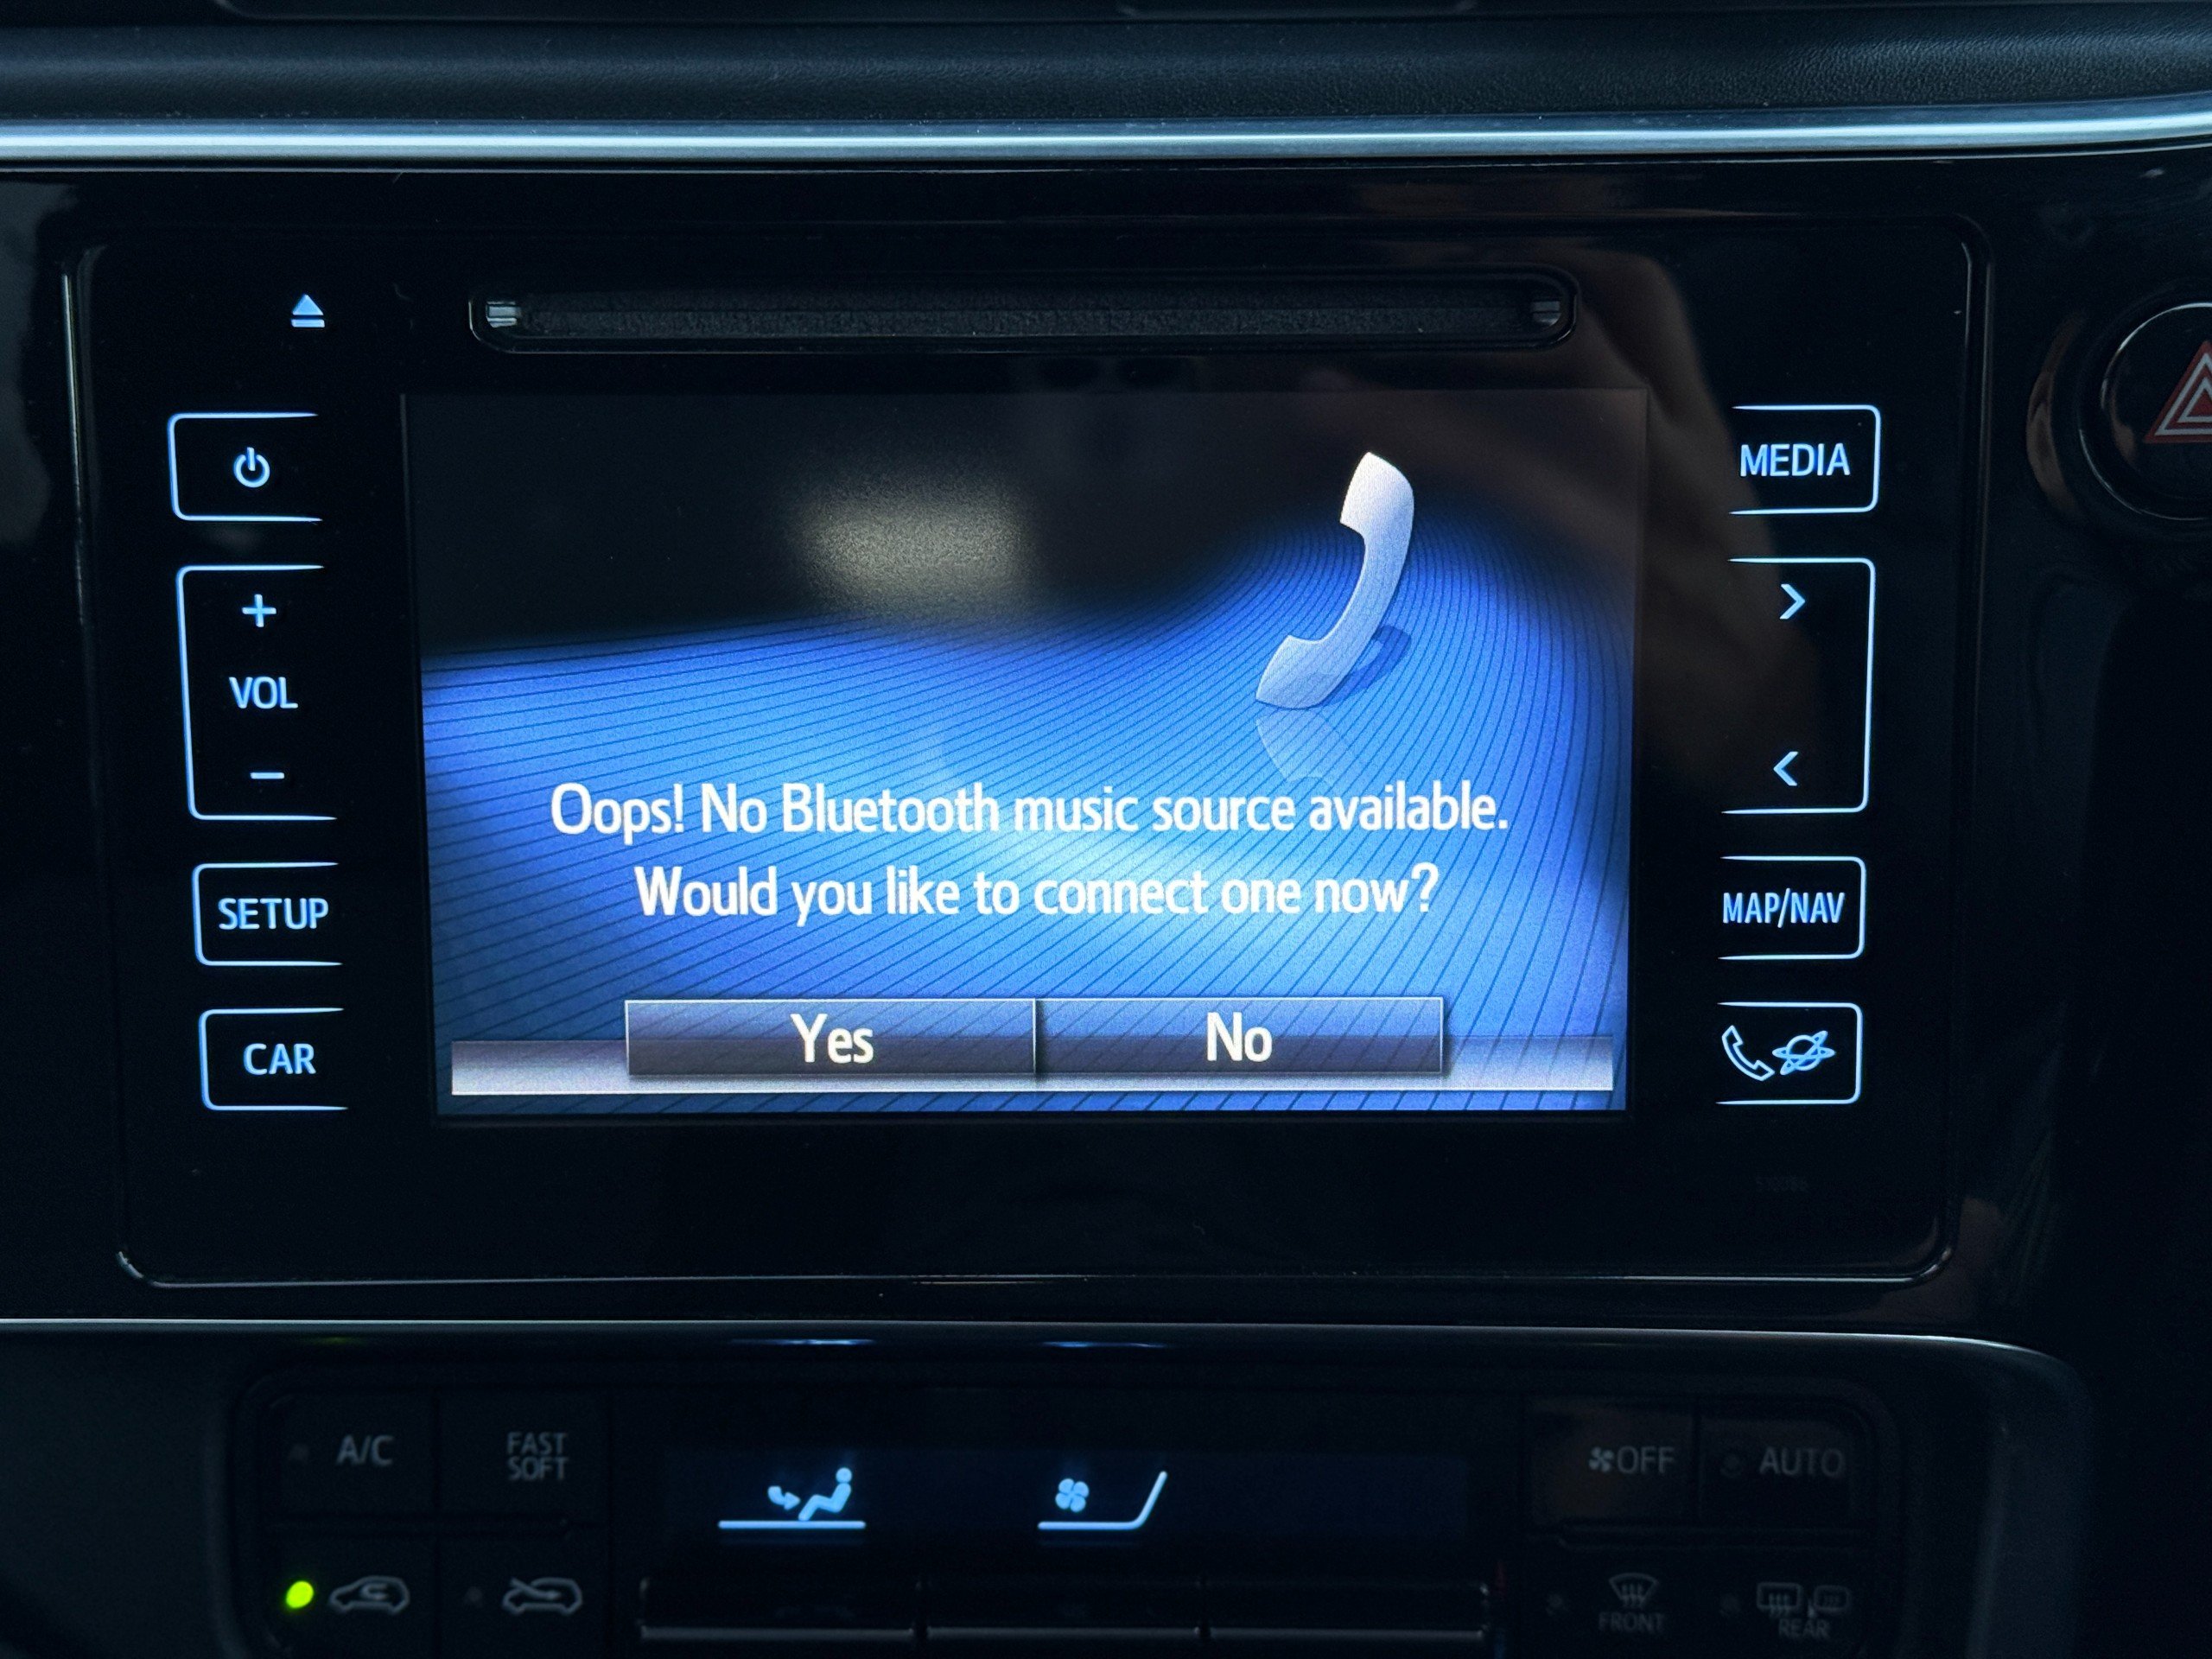 MEDIA
+
VOL
−
>
<
Oops! No Bluetooth music source available.
Would you like to connect one now?
SETUP
MAP/NAV
Yes
No
CAR
A/C
FAST
SOFT
OFF
AUTO
FRONT
REAR